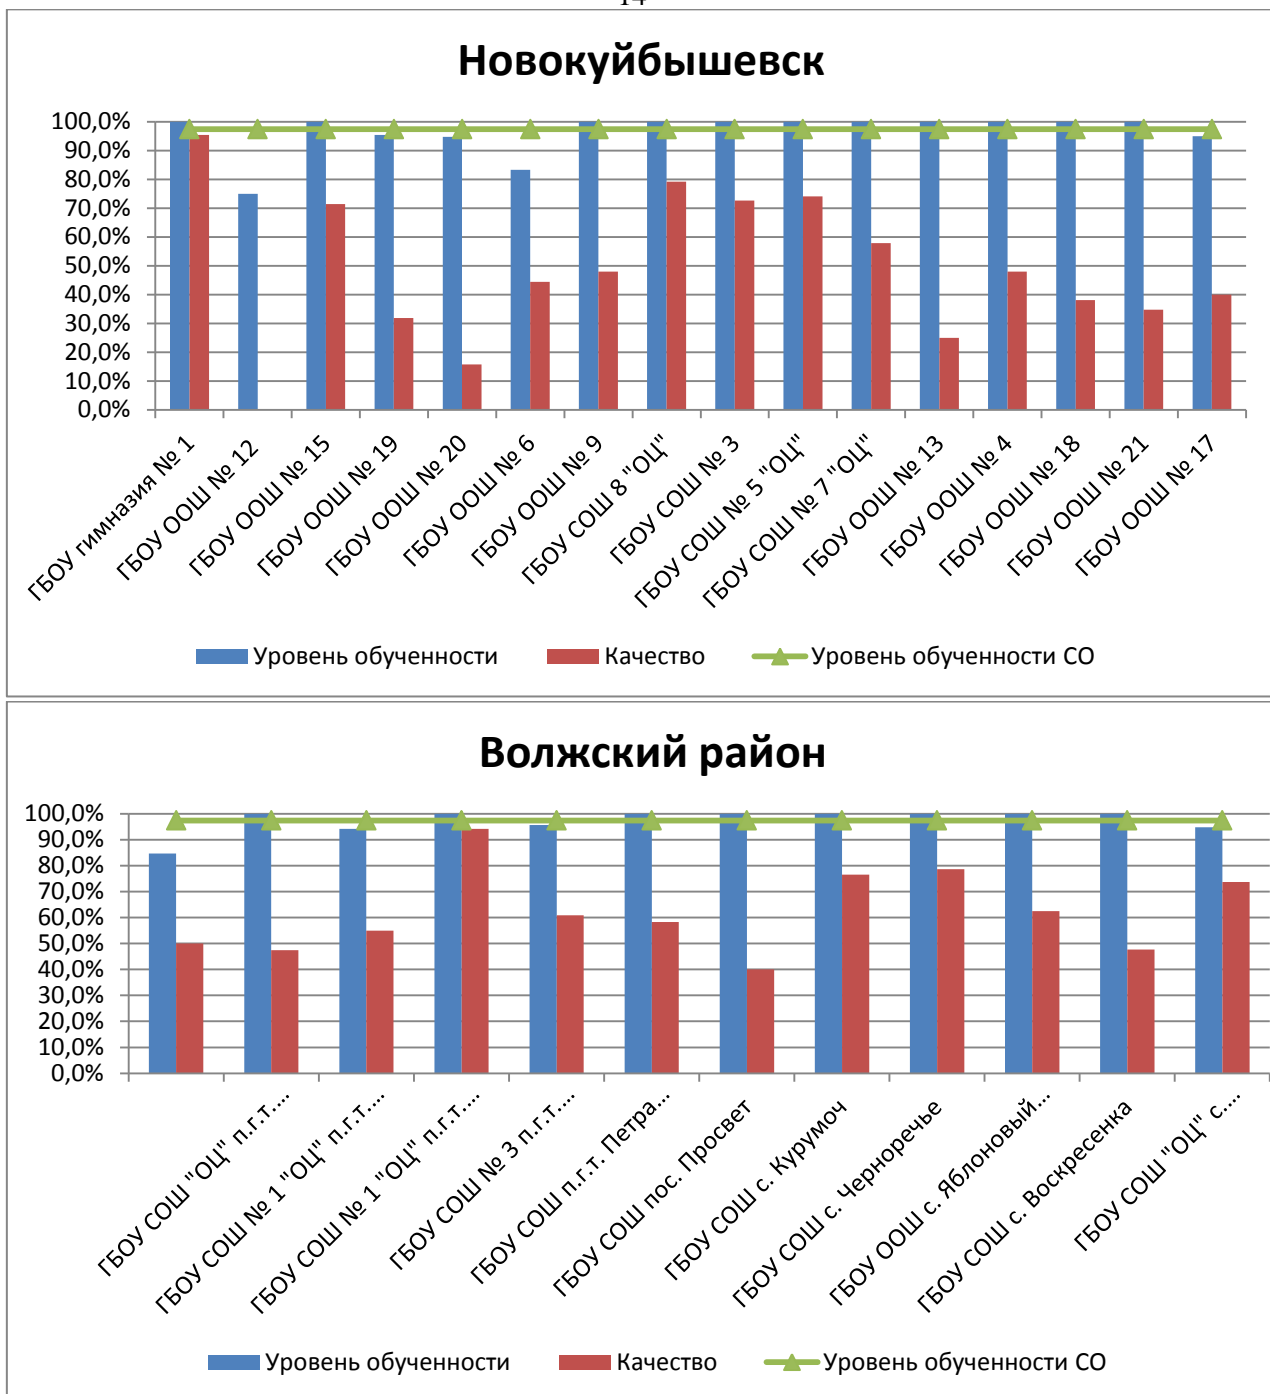 14
Новокуйбышевск
100,0%
90,0%
80,0%
70,0%
60,0%
50,0%
40,0%
30,0%
20,0%
10,0%
0,0%
ГБОУ гимназия № 1
ГБОУ ООШ № 12
ГБОУ ООШ № 15
ГБОУ ООШ № 19
ГБОУ ООШ № 20
ГБОУ ООШ № 6
ГБОУ ООШ № 9
ГБОУ СОШ 8 "ОЦ"
ГБОУ СОШ № 3
ГБОУ СОШ № 5 "ОЦ"
ГБОУ СОШ № 7 "ОЦ"
ГБОУ ООШ № 13
ГБОУ ООШ № 4
ГБОУ ООШ № 18
ГБОУ ООШ № 21
ГБОУ ООШ № 17
Уровень обученности Качество Уровень обученности СО
Волжский район
100,0%
90,0%
80,0%
70,0%
60,0%
50,0%
40,0%
30,0%
20,0%
10,0%
0,0%
ГБОУ СОШ "ОЦ" п.г.т.…
ГБОУ СОШ № 1 "ОЦ" п.г.т.…
ГБОУ СОШ № 1 "ОЦ" п.г.т.…
ГБОУ СОШ № 3 п.г.т.…
ГБОУ СОШ п.г.т. Петра…
ГБОУ СОШ пос. Просвет
ГБОУ СОШ с. Курумоч
ГБОУ СОШ с. Черноречье
ГБОУ ООШ с. Яблоновый…
ГБОУ СОШ с. Воскресенка
ГБОУ СОШ "ОЦ" с.…
Уровень обученности Качество Уровень обученности СО